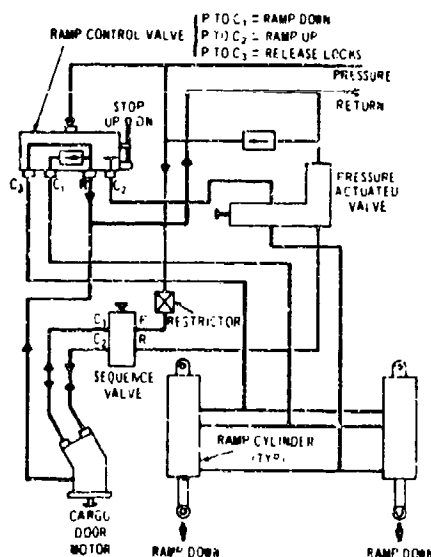 RAMP CONTROL VALVE
P TO C1 = RAMP DOWN
P TO C2 = RAMP UP
P TO C3 = RELEASE LOCKS
PRESSURE
RETURN
STOP
UP DN
C3 C1 R C2
PRESSURE
ACTUATED
VALVE
RESTRICTOR
C1 P
C2 R
SEQUENCE
VALVE
RAMP CYLINDER
(TYP)
CARGO
DOOR
MOTOR
RAMP DOWN
RAMP DOWN